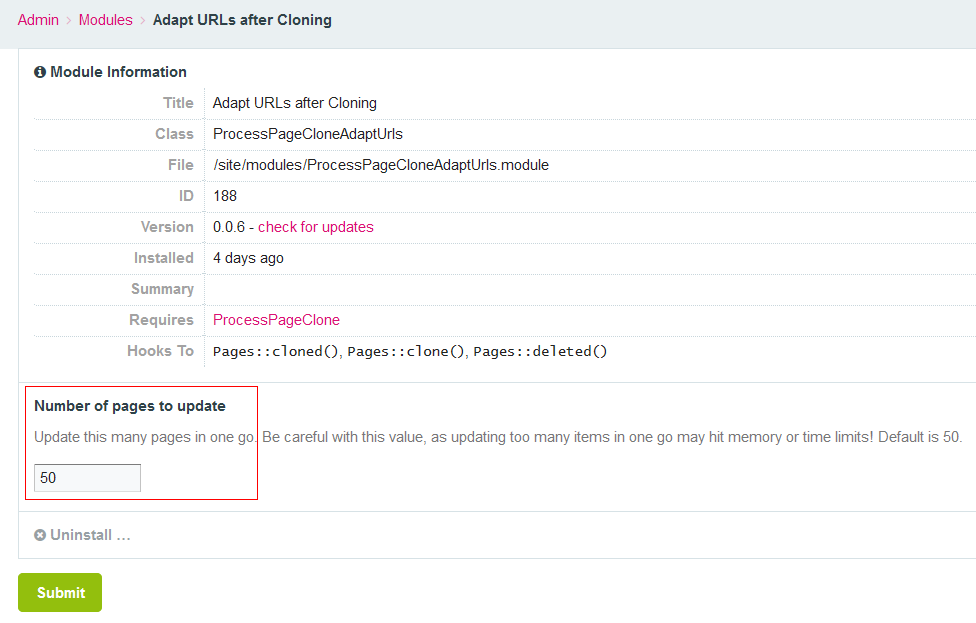 Admin > Modules > Adapt URLs after Cloning
Module Information
Title Adapt URLs after Cloning
Class ProcessPageCloneAdaptUrls
File /site/modules/ProcessPageCloneAdaptUrls.module
ID 188
Version 0.0.6 - check for updates
Installed 4 days ago
Summary
Requires ProcessPageClone
Hooks To Pages::cloned(), Pages::clone(), Pages::deleted()
Number of pages to update
Update this many pages in one go. Be careful with this value, as updating too many items in one go may hit memory or time limits! Default is 50.
50
Uninstall ...
Submit